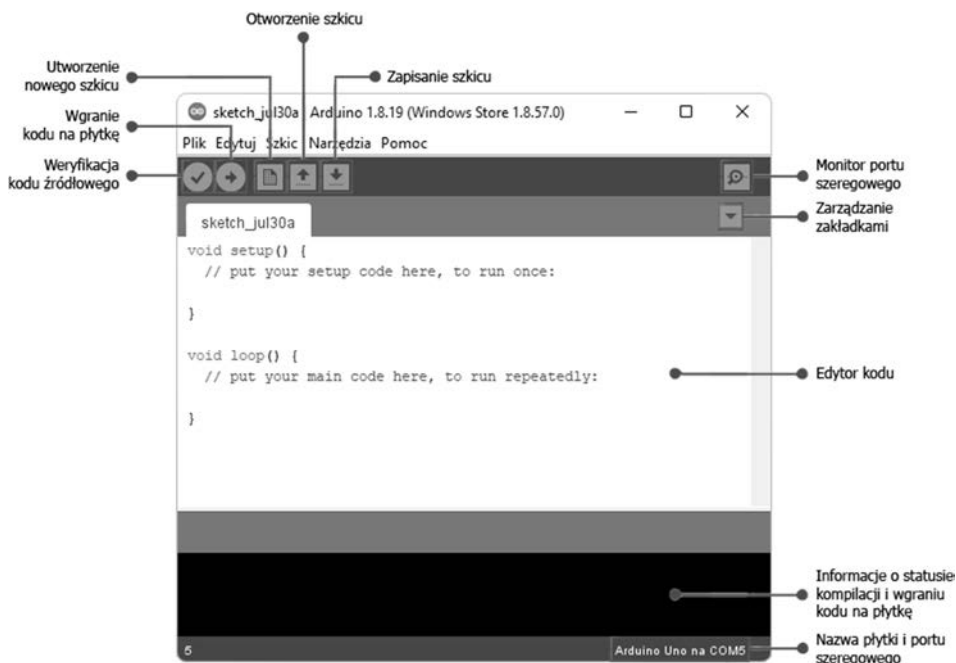 Otworzenie szkicu
Utworzenie
nowego szkicu
Zapisanie szkicu
Wgranie
kodu na płytkę
Weryfikacja
kodu źródłowego
sketch_jul30a | Arduino 1.8.19 (Windows Store 1.8.57.0)
Plik Edytuj Szkic Narzędzia Pomoc
Monitor portu
szeregowego
Zarządzanie
zakładkami
sketch_jul30a
void setup() {
// put your setup code here, to run once:
}
void loop() {
// put your main code here, to run repeatedly:
}
Edytor kodu
Informacje o statusie
kompilacji i wgraniu
kodu na płytkę
5
Arduino Uno na COM5
Nazwa płytki i portu
szeregowego